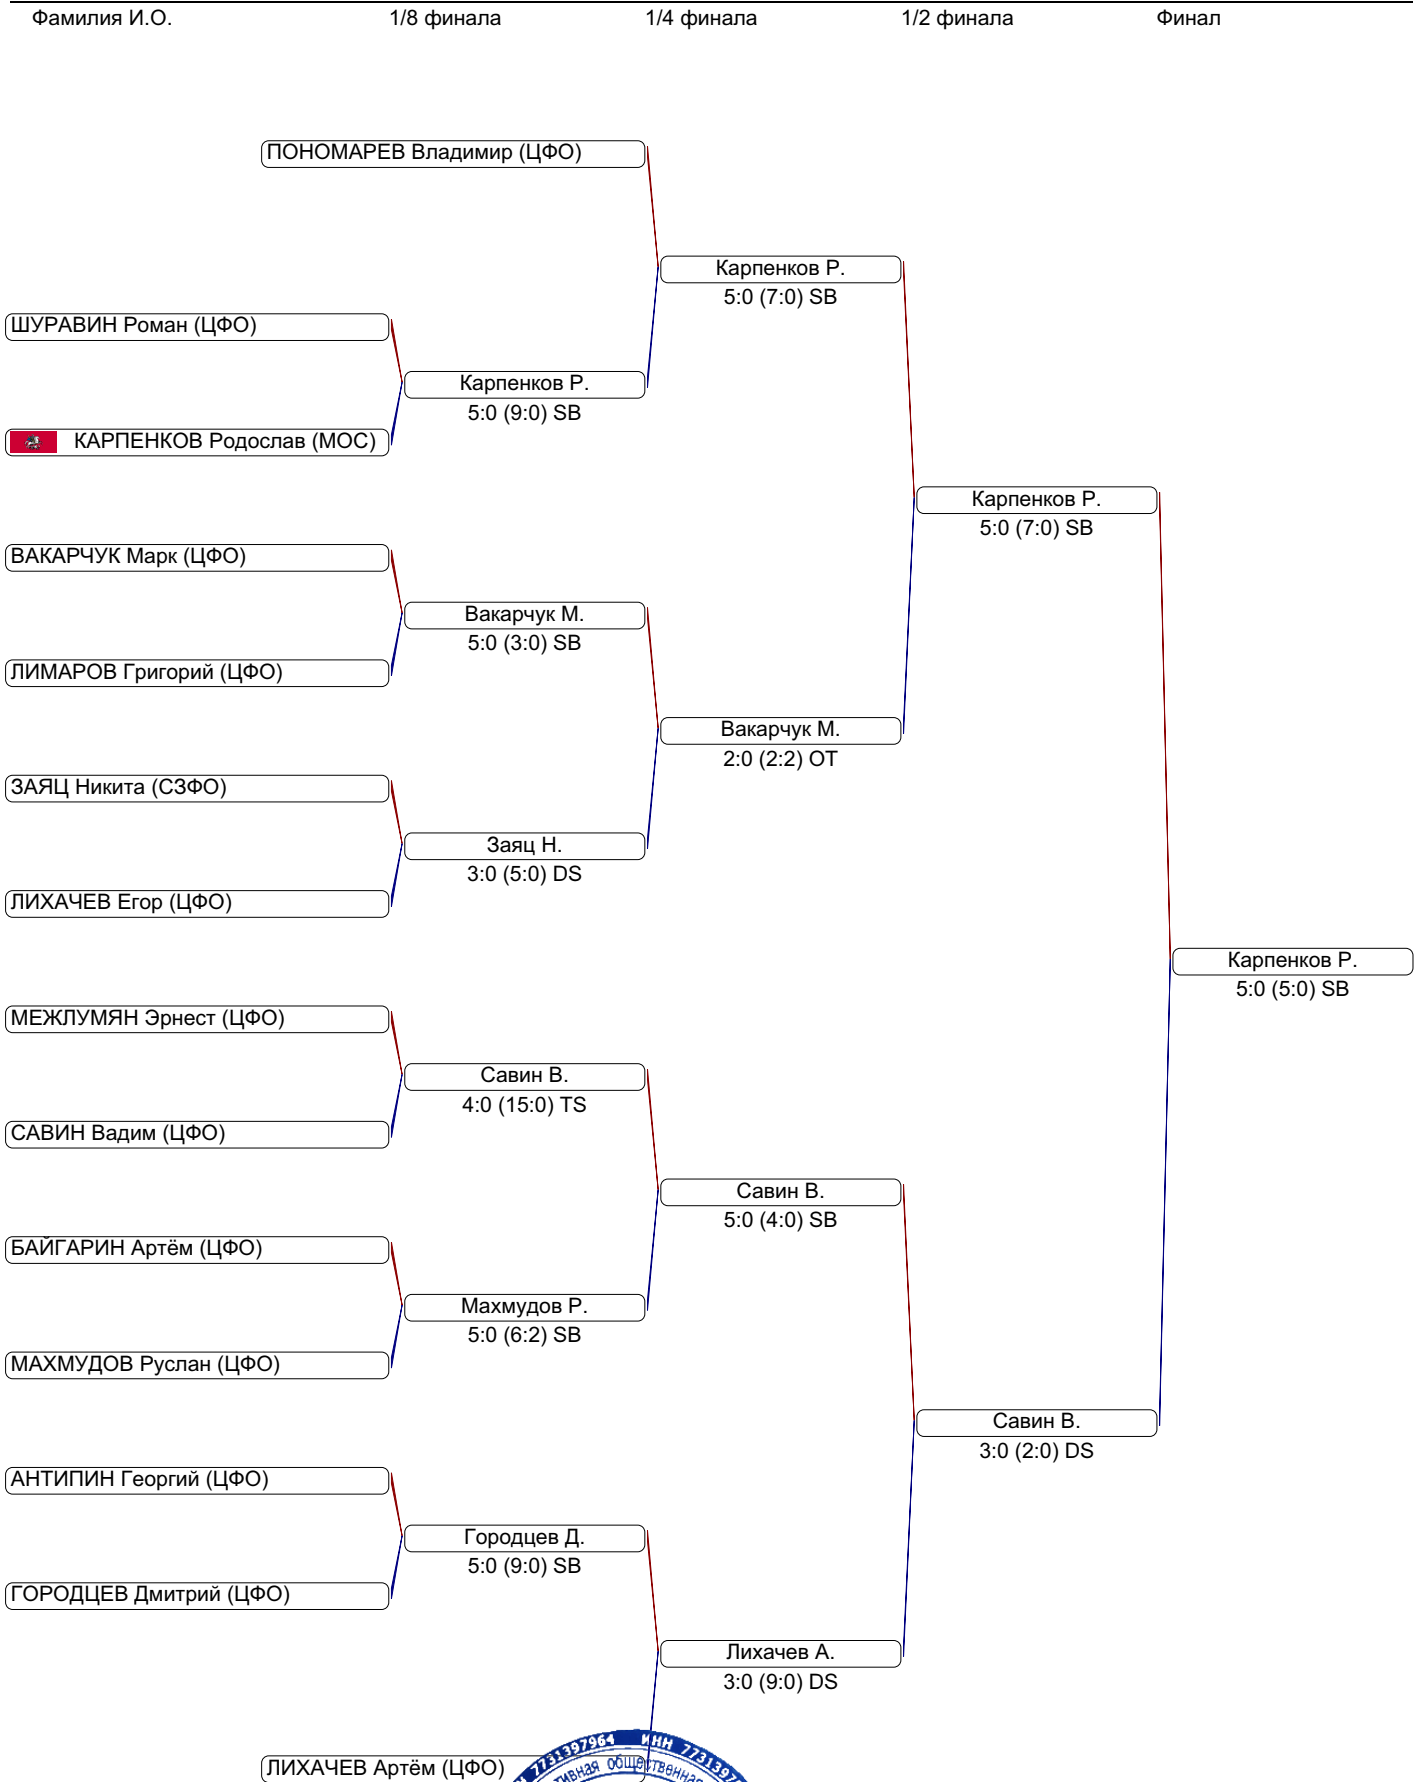 Фамилия И.О. 1/8 финала 1/4 финала 1/2 финала Финал
ПОНОМАРЕВ Владимир (ЦФО)
Карпенков Р.
5:0 (7:0) SB
ШУРАВИН Роман (ЦФО)
Карпенков Р.
5:0 (9:0) SB
КАРПЕНКОВ Родослав (МОС)
Карпенков Р.
5:0 (7:0) SB
ВАКАРЧУК Марк (ЦФО)
Вакарчук М.
5:0 (3:0) SB
ЛИМАРОВ Григорий (ЦФО)
Вакарчук М.
2:0 (2:2) OT
ЗАЯЦ Никита (СЗФО)
Заяц Н.
3:0 (5:0) DS
ЛИХАЧЕВ Егор (ЦФО)
Карпенков Р.
5:0 (5:0) SB
МЕЖЛУМЯН Эрнест (ЦФО)
Савин В.
4:0 (15:0) TS
САВИН Вадим (ЦФО)
Савин В.
5:0 (4:0) SB
БАЙГАРИН Артём (ЦФО)
Махмудов Р.
5:0 (6:2) SB
МАХМУДОВ Руслан (ЦФО)
Савин В.
3:0 (2:0) DS
АНТИПИН Георгий (ЦФО)
Городцев Д.
5:0 (9:0) SB
ГОРОДЦЕВ Дмитрий (ЦФО)
Лихачев А.
3:0 (9:0) DS
ЛИХАЧЕВ Артём (ЦФО)
7731397964 ИНН
общественная